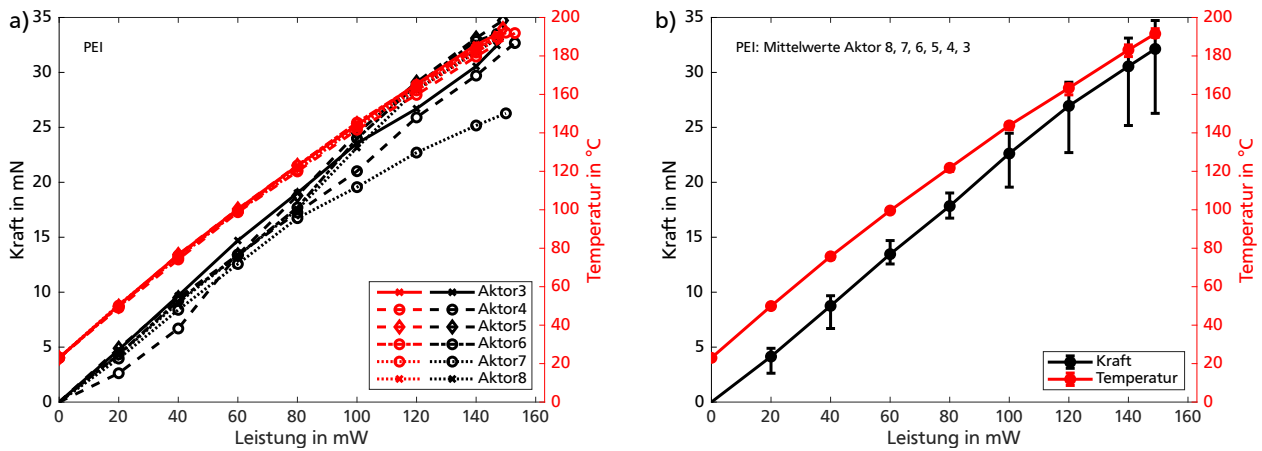 a)
PEI
Kraft in mN
35
30
25
20
15
10
5
0
0 20 40 60 80 100 120 140 160
Leistung in mW
200
180
160
140
120
100
80
60
40
20
0
Temperatur in °C
Aktor3
Aktor4
Aktor5
Aktor6
Aktor7
Aktor8
b)
PEI: Mittelwerte Aktor 8, 7, 6, 5, 4, 3
Kraft in mN
35
30
25
20
15
10
5
0
0 20 40 60 80 100 120 140 160
Leistung in mW
200
180
160
140
120
100
80
60
40
20
0
Temperatur in °C
Kraft
Temperatur